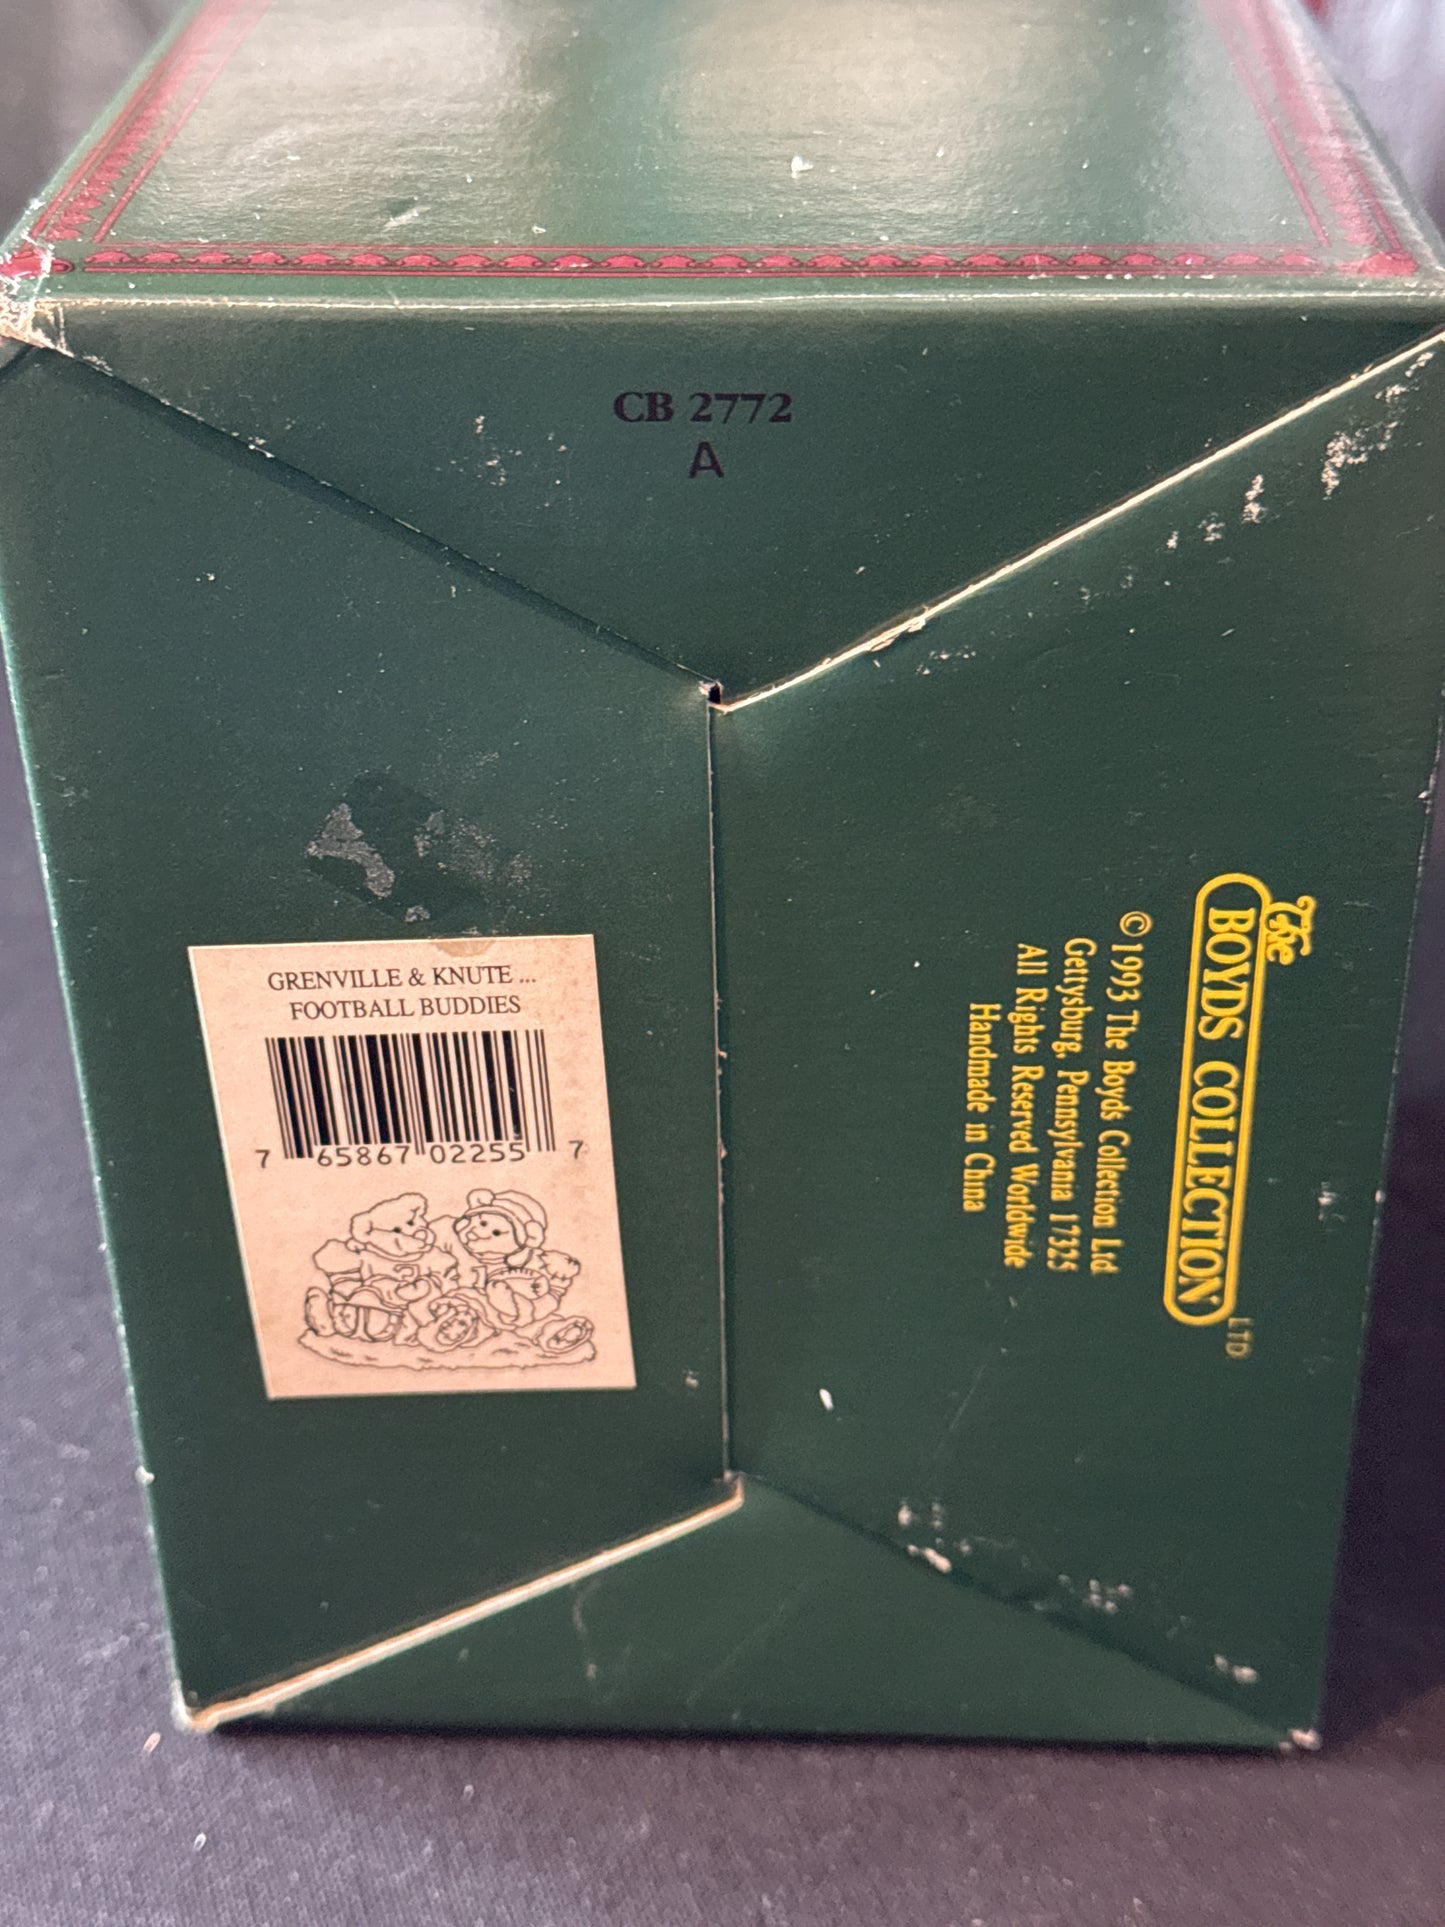 CB 2772
A
GRENVILLE & KNUTE ...
FOOTBALL BUDDIES
7 65867 02255 7
The
BOYDS COLLECTION
LTD
© 1993 The Boyds Collection Ltd
Gettysburg, Pennsylvania 17325
All Rights Reserved Worldwide
Handmade in China